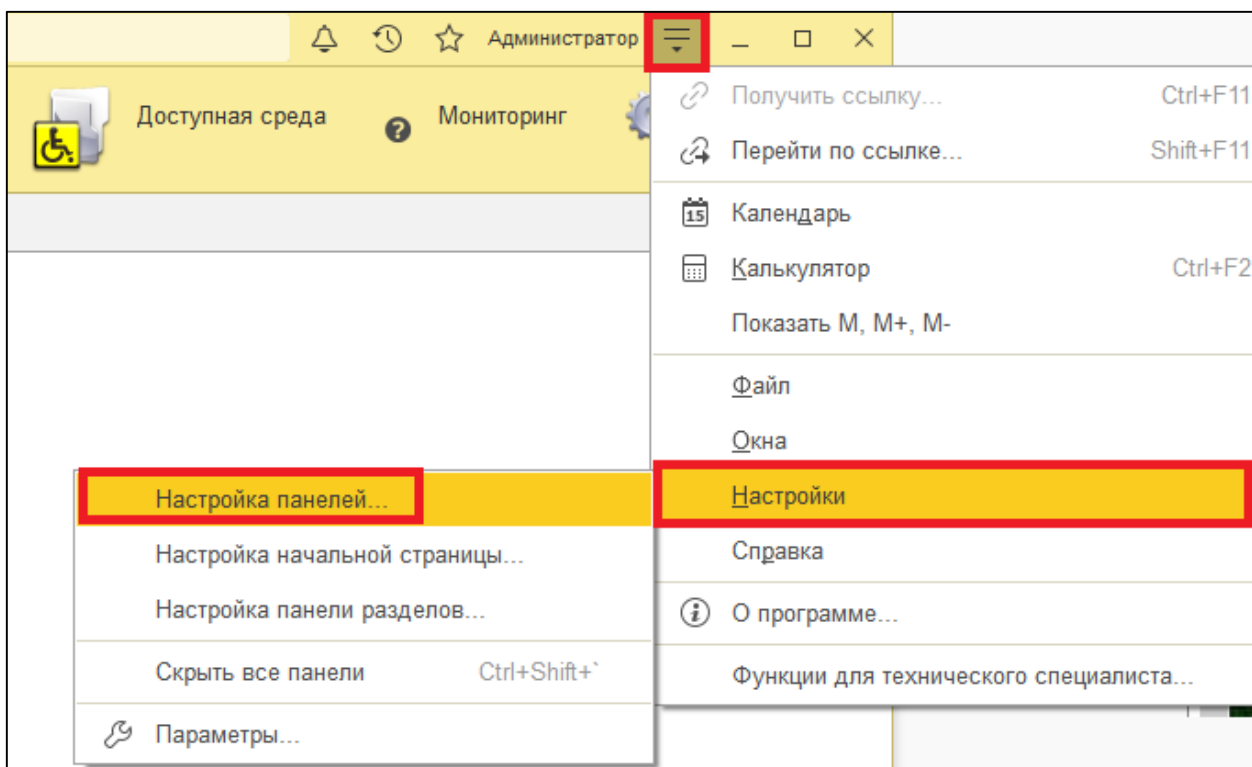 Администратор
Доступная среда
Мониторинг
Получить ссылку... Ctrl+F11
Перейти по ссылке... Shift+F11
15 Календарь
Калькулятор Ctrl+F2
Показать M, M+, M-
Файл
Окна
Настройки
Справка
О программе...
Функции для технического специалиста...
Настройка панелей...
Настройка начальной страницы...
Настройка панели разделов...
Скрыть все панели Ctrl+Shift+`
Параметры...